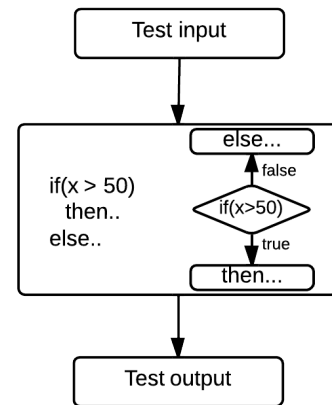 Test input
if(x > 50)
then..
else..
else...
false
if(x>50)
true
then...
Test output